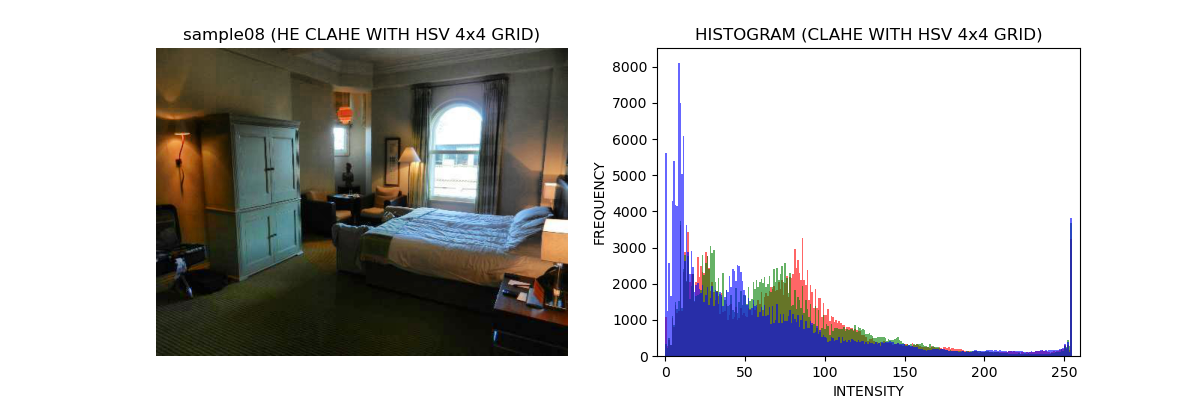 sample08 (HE CLAHE WITH HSV 4x4 GRID)
HISTOGRAM (CLAHE WITH HSV 4x4 GRID)
FREQUENCY
8000
7000
6000
5000
4000
3000
2000
1000
0
0 50 100 150 200 250
INTENSITY